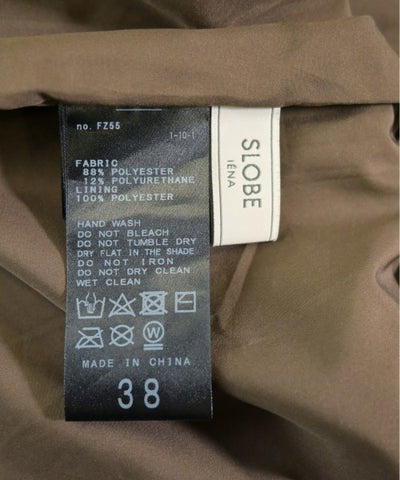 no. FZ55
1-10-1
FABRIC
88% POLYESTER
12% POLYURETHANE
LINING
100% POLYESTER
HAND WASH
DO NOT BLEACH
DO NOT TUMBLE DRY
DRY FLAT IN THE SHADE
DO NOT IRON
DO NOT DRY CLEAN
WET CLEAN
W
MADE IN CHINA
38
SLOBE
IÉNA